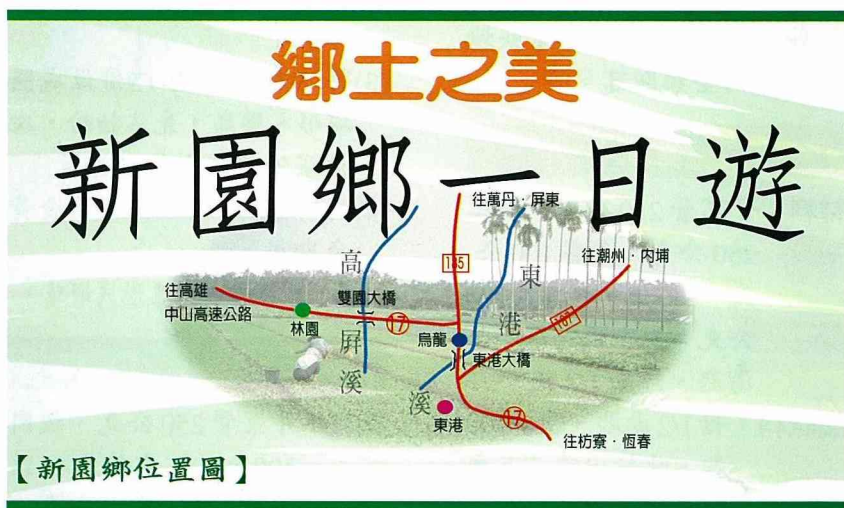 鄉土之美
新園鄉一日遊
往萬丹．屏東
185
往潮州．內埔
高屏溪
東港溪
往高雄
中山高速公路
雙園大橋
林園
17
烏龍
東港大橋
187
東港
17
往枋寮．恆春
【新園鄉位置圖】